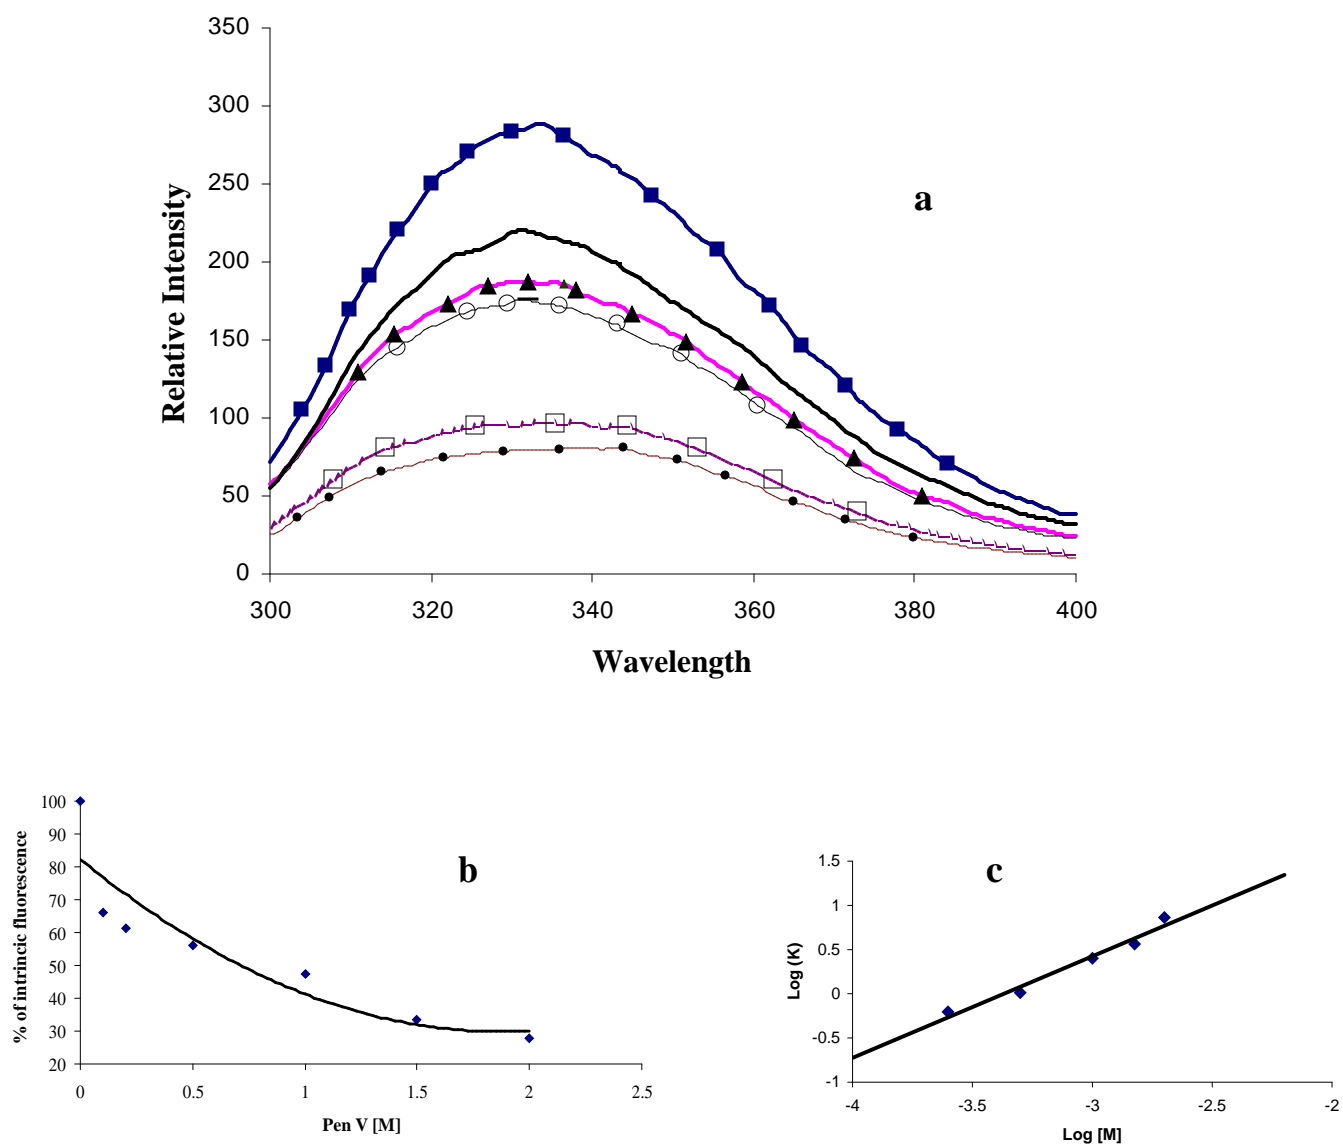 350
300
250
200
150
100
50
0
Relative Intensity
a
300 320 340 360 380 400
Wavelength
100
90
80
70
60
50
40
30
20
% of intrincic fluorescence
b
0 0.5 1 1.5 2 2.5
Pen V [M]
1.5
1
0.5
0
-0.5
-1
Log (K)
c
-4 -3.5 -3 -2.5 -2
Log [M]